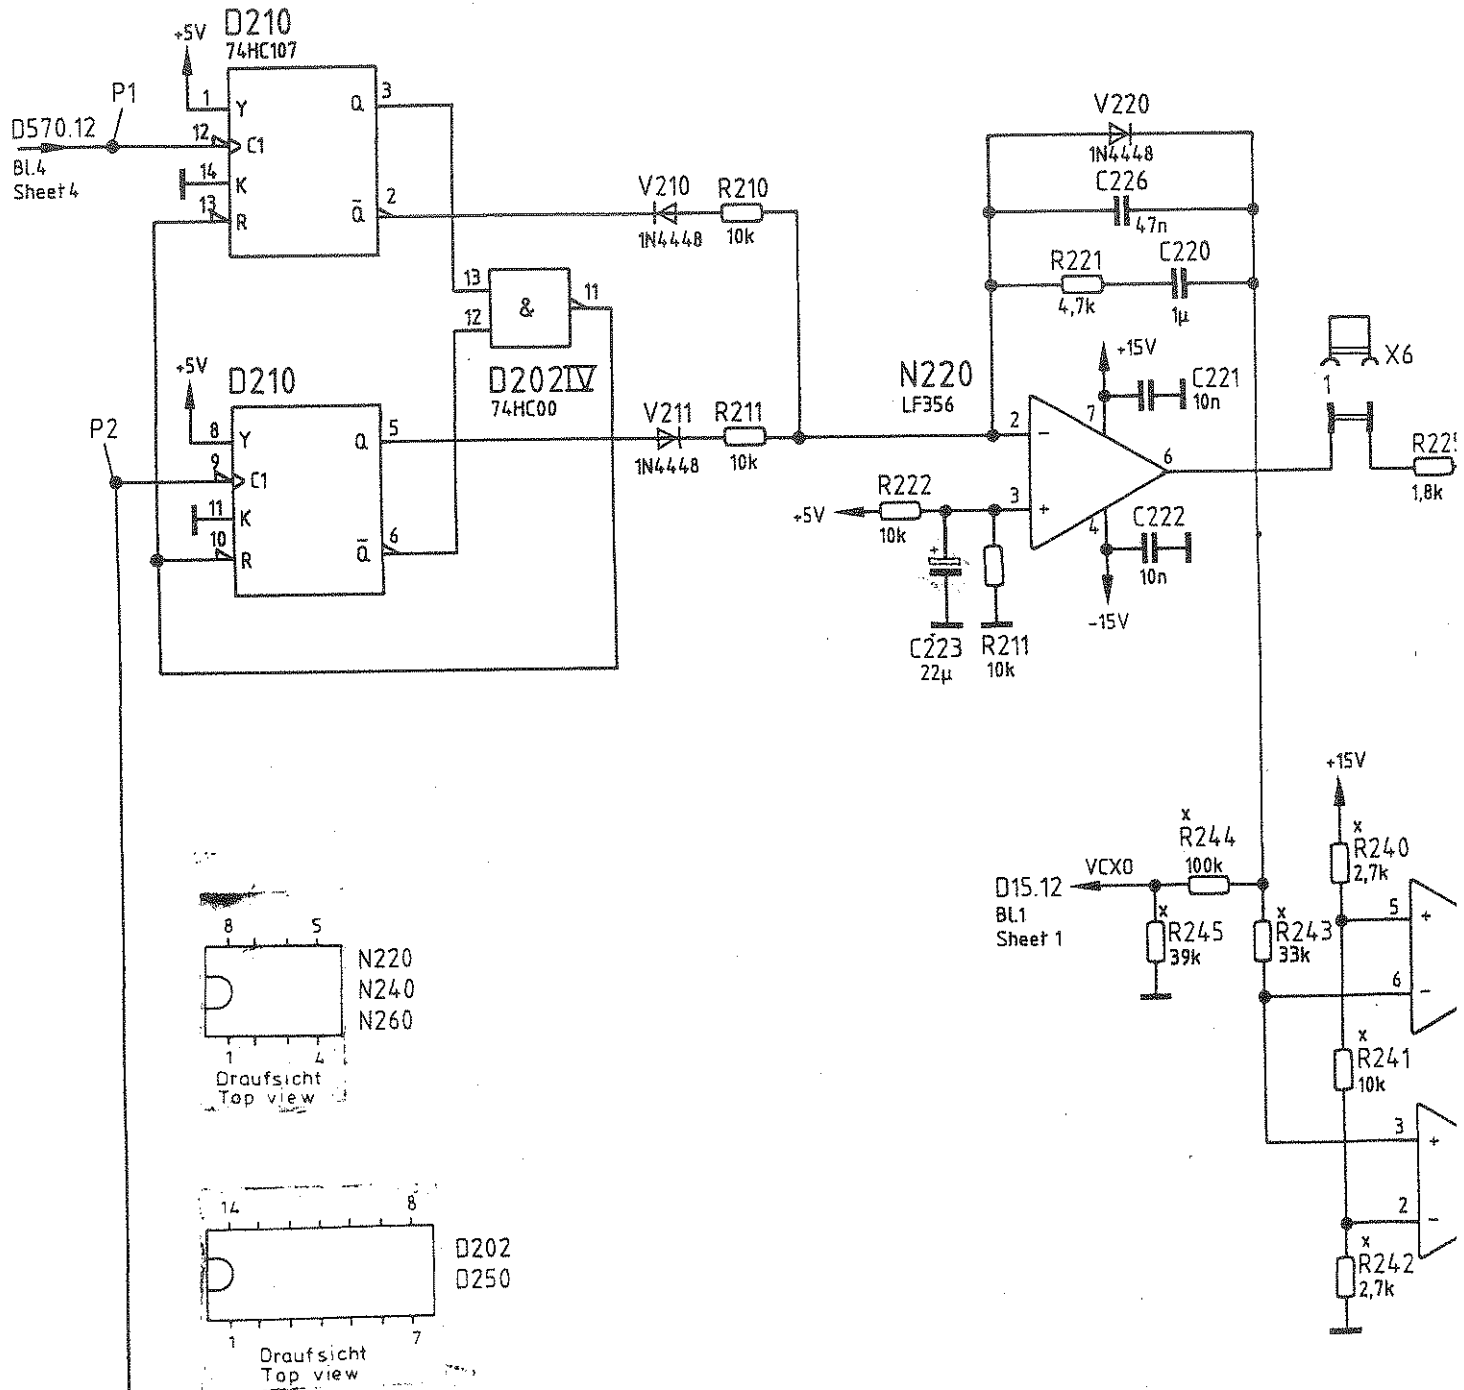 D210
74HC107
+5V
P1
D570.12
Bl.4
Sheet 4
1
Y
12
C1
14
K
13
R
Q
3
Q̅
2
V210
1N4448
R210
10k
13
12
&
11
D202IV
74HC00
D210
+5V
P2
8
Y
9
C1
11
K
10
R
Q
5
Q̅
6
V211
1N4448
R211
10k
V220
1N4448
C226
47n
R221
4,7k
C220
1µ
N220
LF356
+15V
C221
10n
7
2
−
3
+
6
4
C222
10n
-15V
+5V
R222
10k
+
C223
22µ
R211
10k
X6
1
R225
1,8k
+15V
x
R240
2,7k
x
R244
100k
VCXO
D15.12
Bl.1
Sheet 1
x
R245
39k
x
R243
33k
5
+
6
−
x
R241
10k
3
+
2
−
x
R242
2,7k
8
5
N220
N240
N260
1
4
Draufsicht
Top view
14
8
D202
D250
1
7
Draufsicht
Top view